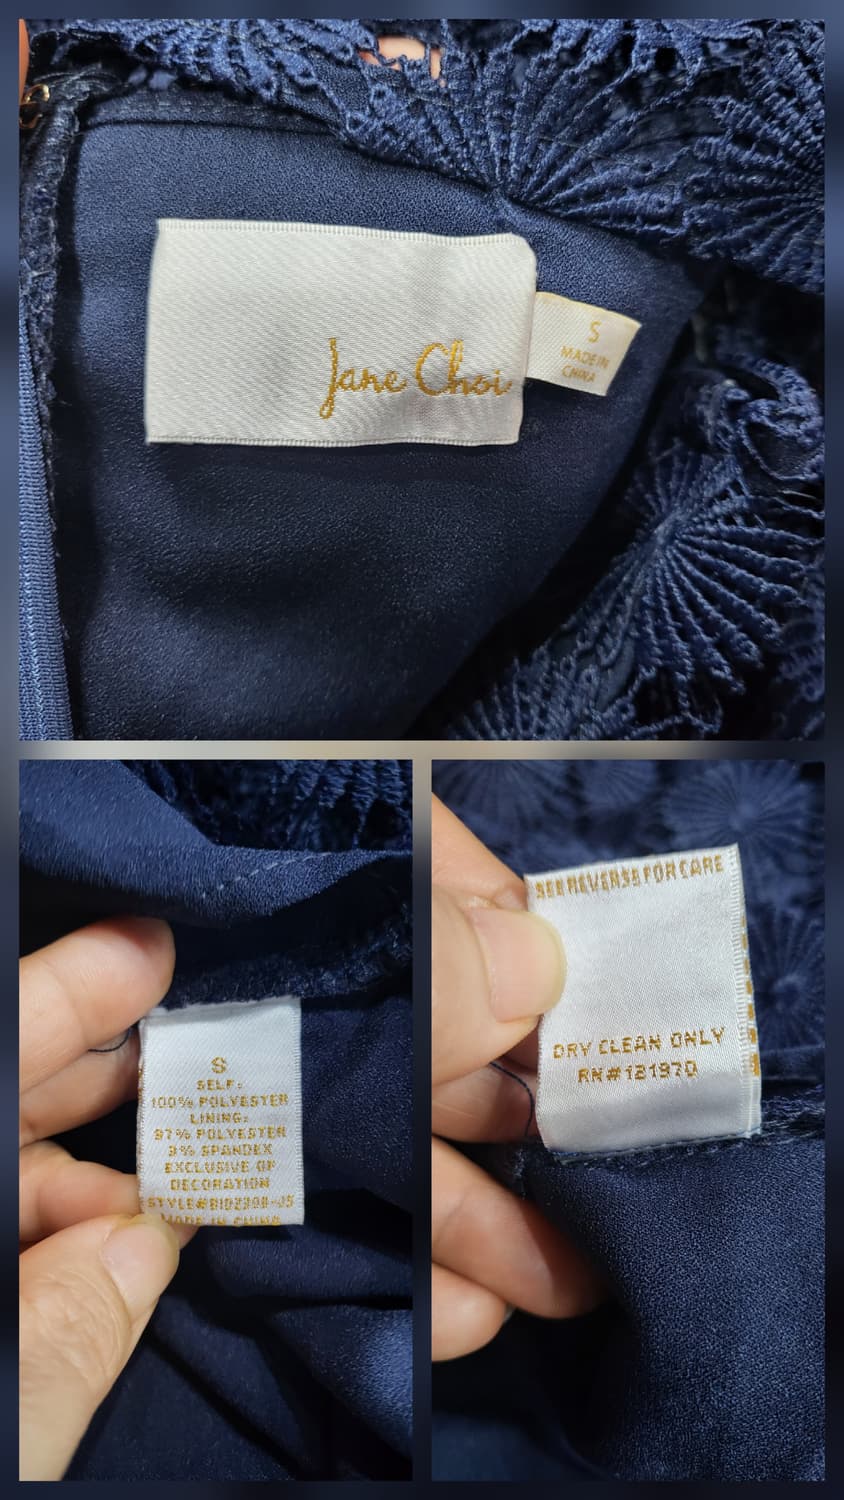 Jane Choi
S
MADE IN
CHINA
S
SELF:
100% POLYESTER
LINING:
97% POLYESTER
3% SPANDEX
EXCLUSIVE OF
DECORATION
MADE IN CHINA
SEE REVERSE FOR CARE
DRY CLEAN ONLY
RN#121970